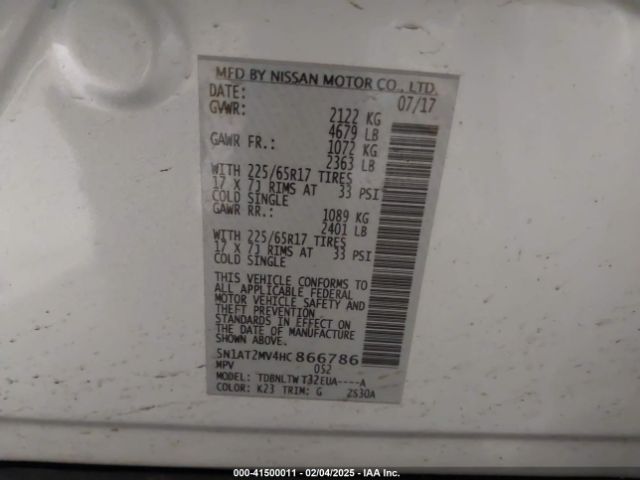 MFD BY NISSAN MOTOR CO., LTD.
DATE: 07/17
GVWR: 2122 KG
4679 LB
GAWR FR.: 1072 KG
2363 LB
WITH 225/65R17 TIRES
17 X 7J RIMS AT 33 PSI
COLD SINGLE
GAWR RR.: 1089 KG
2401 LB
WITH 225/65R17 TIRES
17 X 7J RIMS AT 33 PSI
COLD SINGLE
THIS VEHICLE CONFORMS TO
ALL APPLICABLE FEDERAL
MOTOR VEHICLE SAFETY AND
THEFT PREVENTION
STANDARDS IN EFFECT ON
THE DATE OF MANUFACTURE
SHOWN ABOVE.
5N1AT2MV4HC866786
MPV 052
MODEL: TDBNLTWT32EUA----A
COLOR: K23 TRIM: G 2S30A
000-41500011 — 02/04/2025 — IAA Inc.